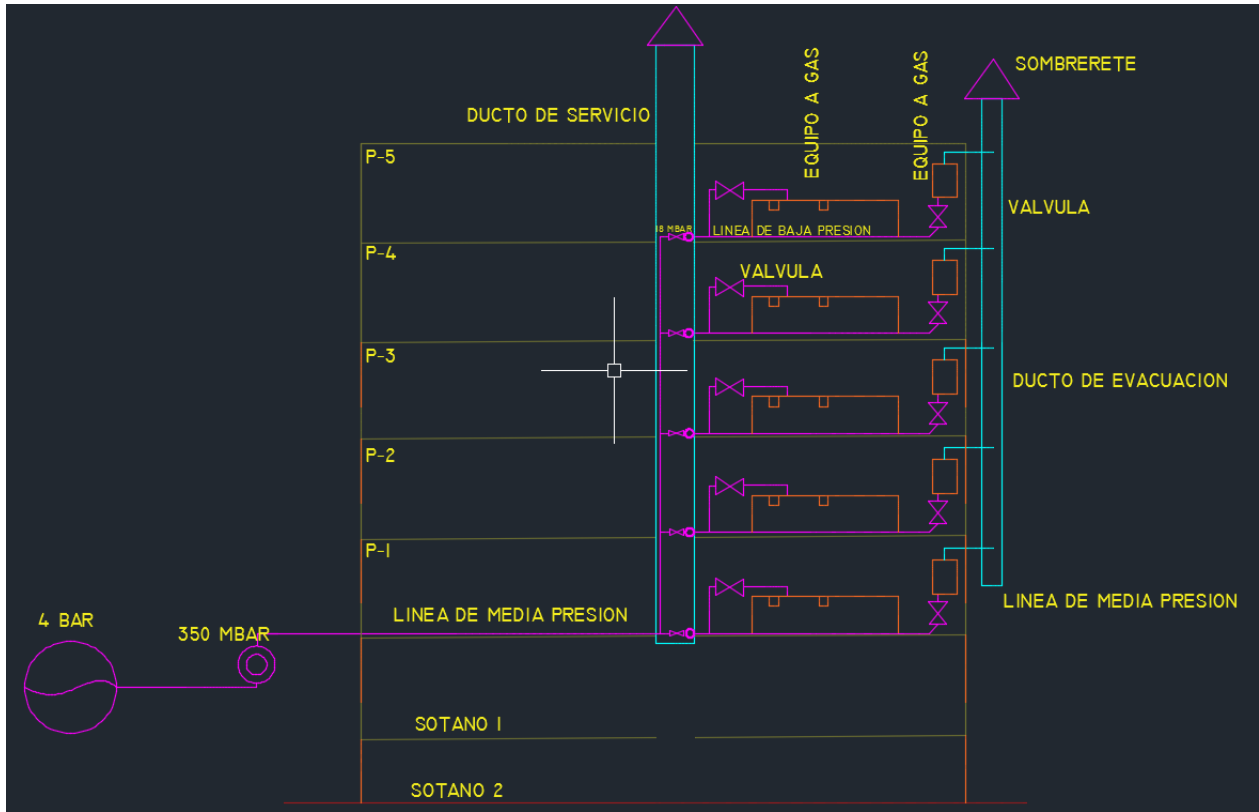 SOMBRERETE
EQUIPO A GAS
EQUIPO A GAS
DUCTO DE SERVICIO
P-5
VALVULA
18 MBAR
LINEA DE BAJA PRESION
P-4
VALVULA
P-3
DUCTO DE EVACUACION
P-2
P-1
LINEA DE MEDIA PRESION
LINEA DE MEDIA PRESION
4 BAR
350 MBAR
SOTANO 1
SOTANO 2